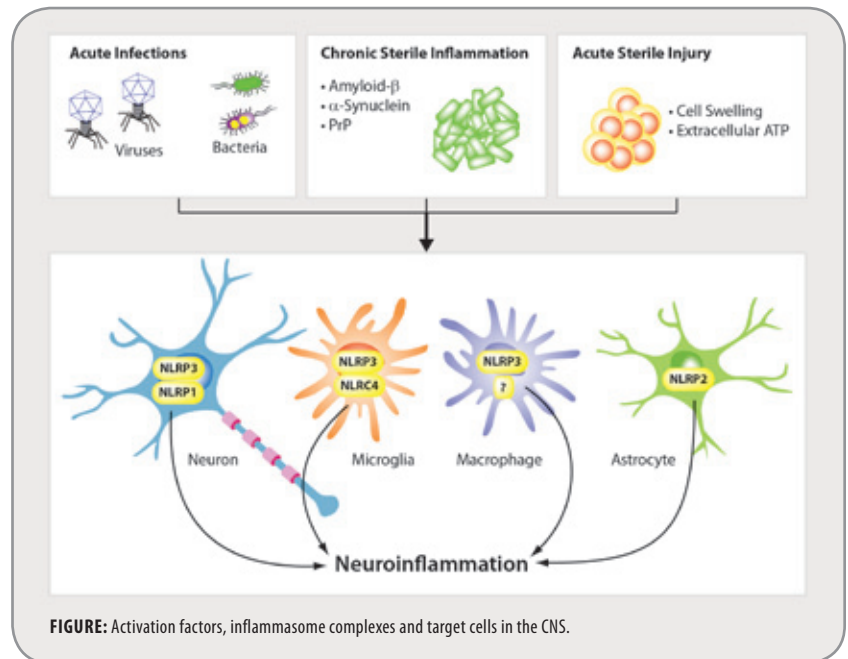 Acute Infections
Viruses
Bacteria
Chronic Sterile Inflammation
• Amyloid-β
• α-Synuclein
• PrP
Acute Sterile Injury
• Cell Swelling
• Extracellular ATP
NLRP3
NLRP1
Neuron
NLRP3
NLRC4
Microglia
NLRP3
?
Macrophage
NLRP2
Astrocyte
Neuroinflammation
FIGURE: Activation factors, inflammasome complexes and target cells in the CNS.